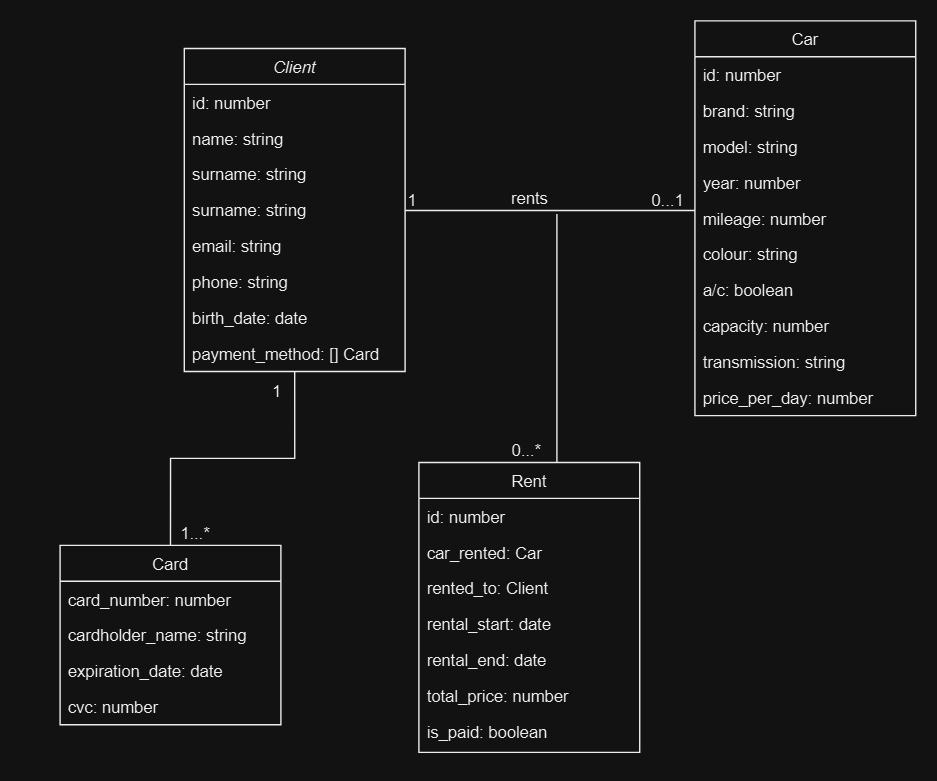 Client
id: number
name: string
surname: string
surname: string
email: string
phone: string
birth_date: date
payment_method: [] Card
1
rents
0...1
Car
id: number
brand: string
model: string
year: number
mileage: number
colour: string
a/c: boolean
capacity: number
transmission: string
price_per_day: number
1
1...*
Card
card_number: number
cardholder_name: string
expiration_date: date
cvc: number
0...*
Rent
id: number
car_rented: Car
rented_to: Client
rental_start: date
rental_end: date
total_price: number
is_paid: boolean